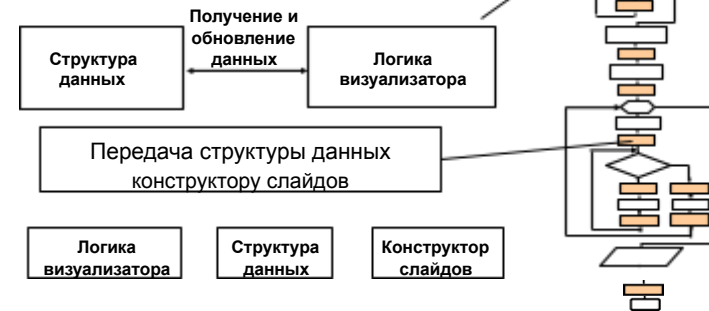 Получение и
обновление
данных
Структура
данных
Логика
визуализатора
Передача структуры данных
конструктору слайдов
Логика
визуализатора
Структура
данных
Конструктор
слайдов